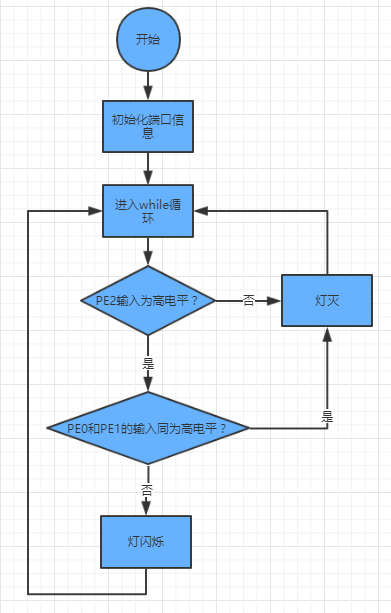 开始
初始化端口信
息
进入while循
环
PE2输入为高电平？
否
灯灭
是
PE0和PE1的输入同为高电平？
是
否
灯闪烁